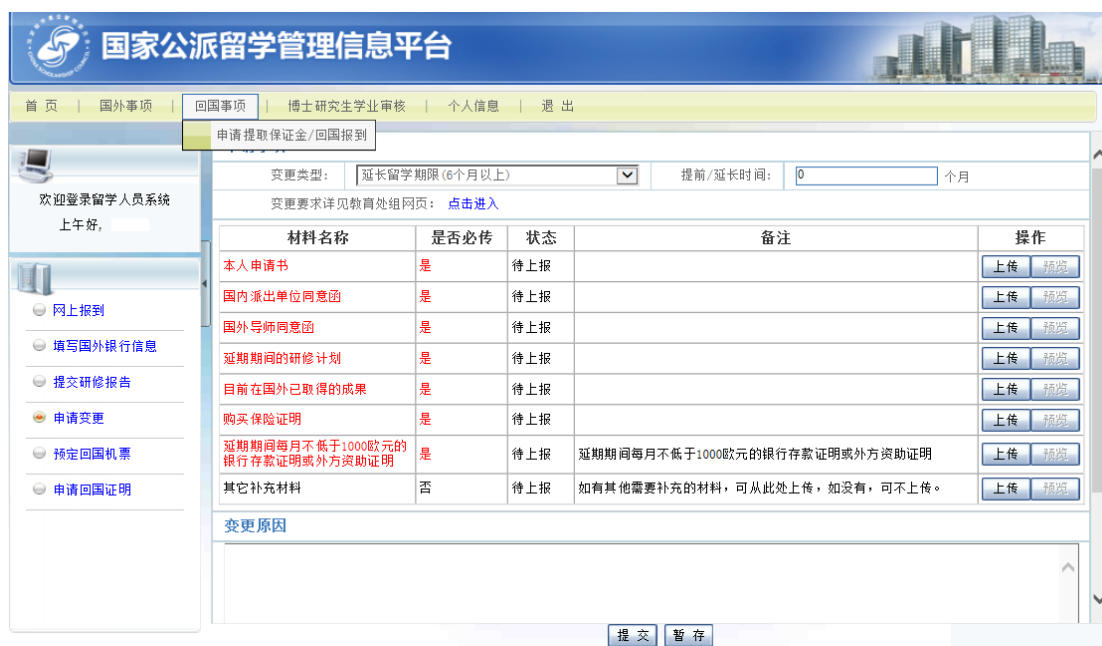 国家公派留学管理信息平台
首 页 | 国外事项 | 回国事项 | 博士研究生学业审核 | 个人信息 | 退 出
申请提取保证金/回国报到
欢迎登录留学人员系统
上午好,
网上报到
填写国外银行信息
提交研修报告
申请变更
预定回国机票
申请回国证明
变更类型: 延长留学期限(6个月以上) 提前/延长时间: 0 个月
变更要求详见教育处组网页: 点击进入
材料名称 是否必传 状态 备注 操作
本人申请书 是 待上报 上传 预览
国内派出单位同意函 是 待上报 上传 预览
国外导师同意函 是 待上报 上传 预览
延期期间的研修计划 是 待上报 上传 预览
目前在国外已取得的成果 是 待上报 上传 预览
购买保险证明 是 待上报 上传 预览
延期期间每月不低于1000欧元的
银行存款证明或外方资助证明 是 待上报 延期期间每月不低于1000欧元的银行存款证明或外方资助证明 上传 预览
其它补充材料 否 待上报 如有其他需要补充的材料，可从此处上传，如没有，可不上传。 上传 预览
变更原因
提 交 暂 存